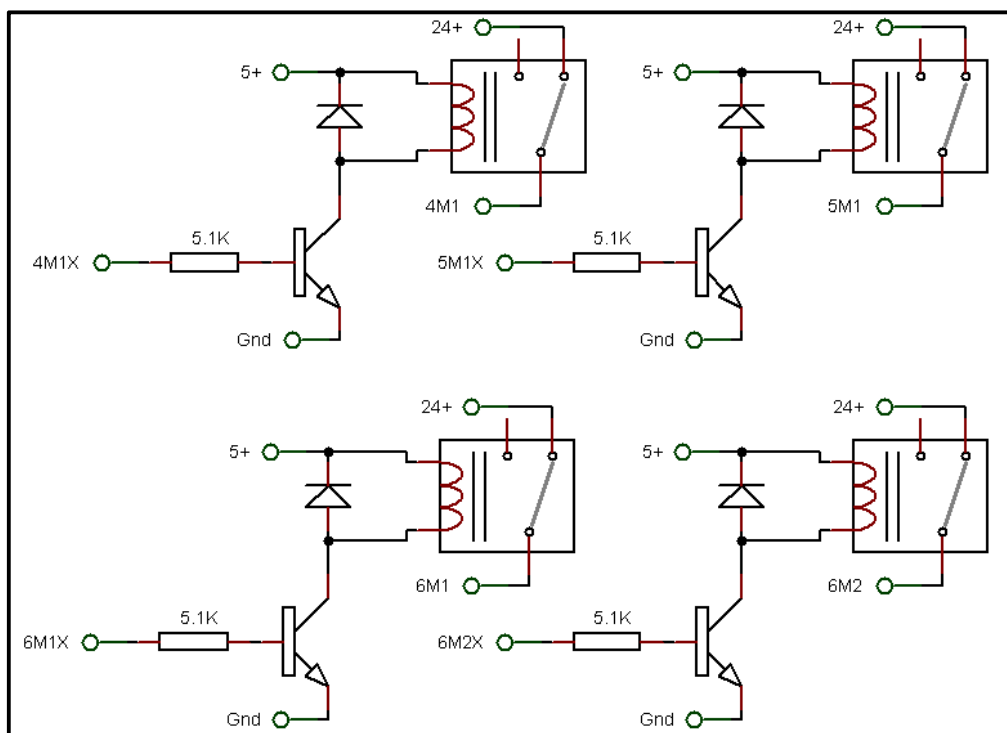 24+
5+
4M1
5.1K
4M1X
Gnd
24+
5+
5M1
5.1K
5M1X
Gnd
24+
5+
6M1
5.1K
6M1X
Gnd
24+
5+
6M2
5.1K
6M2X
Gnd